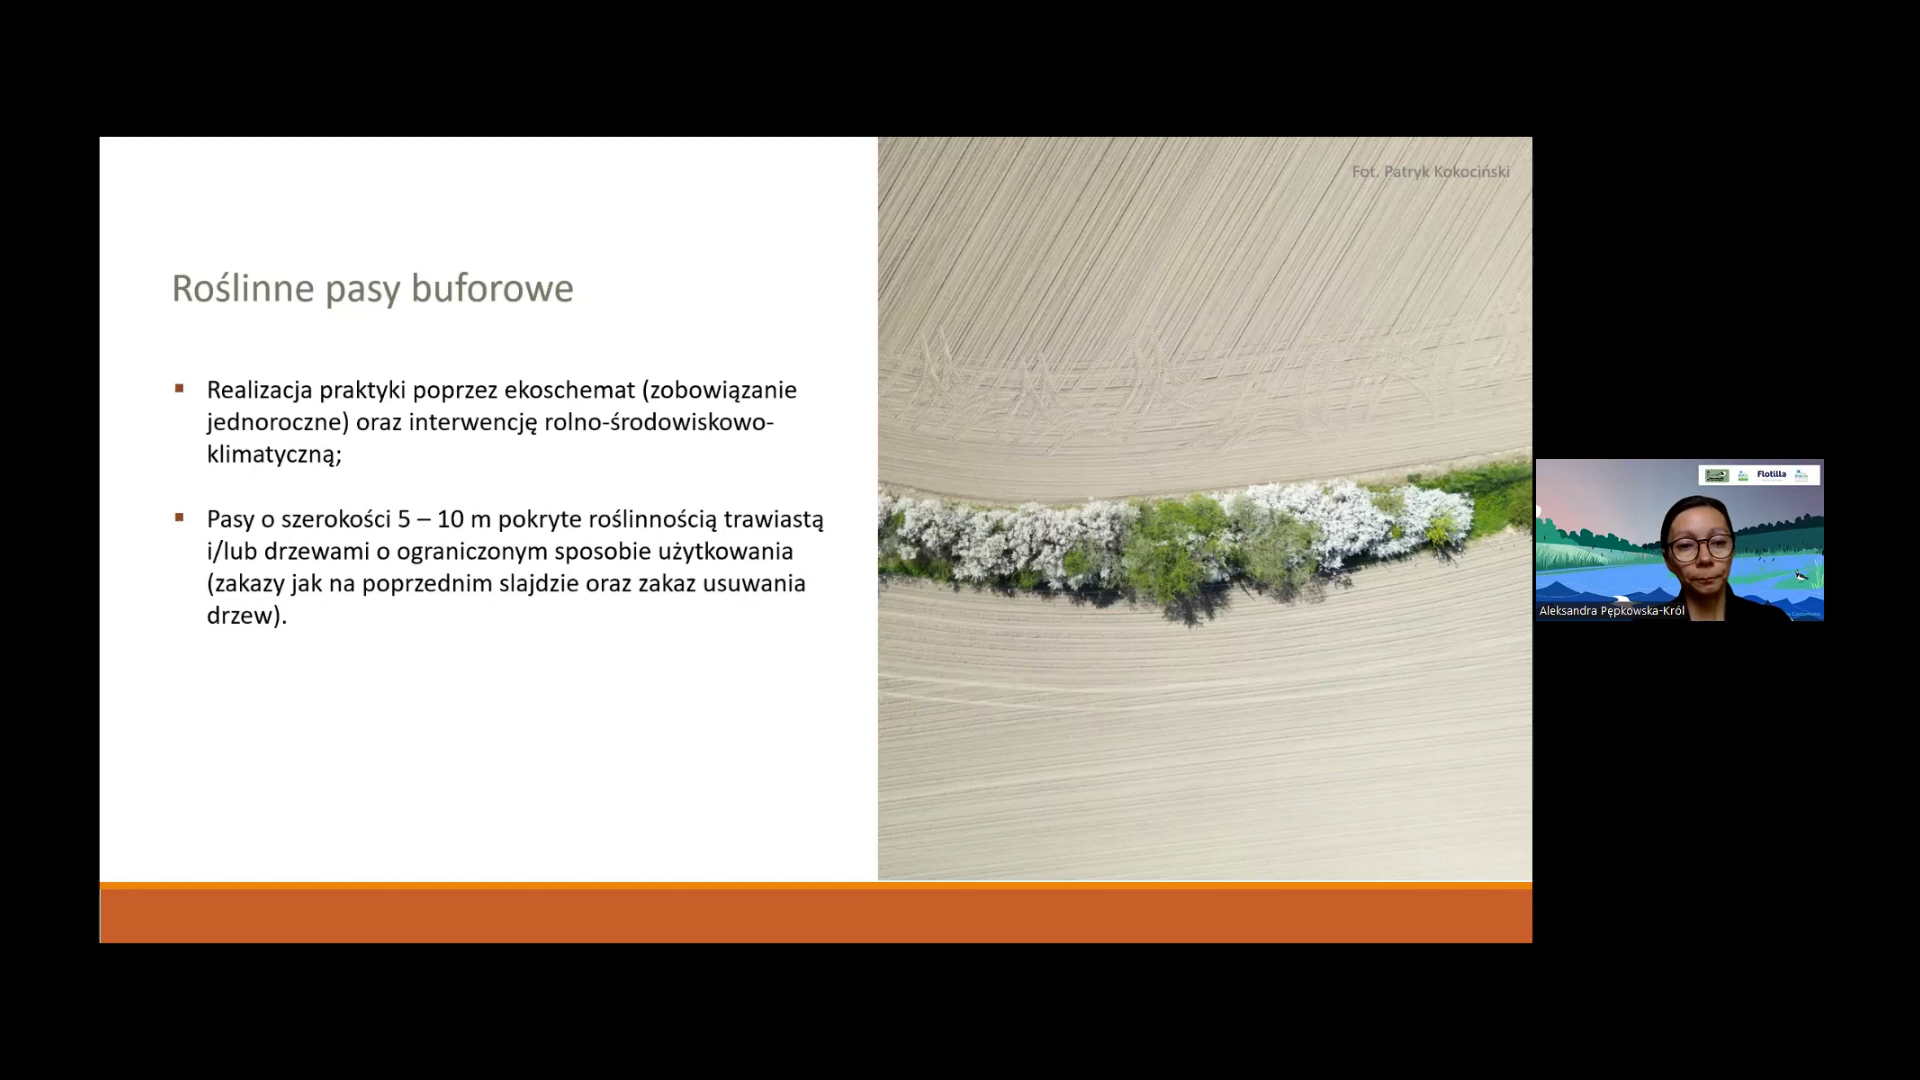 Fot. Patryk Kokociński
Roślinne pasy buforowe
▪ Realizacja praktyki poprzez ekoschemat (zobowiązanie
jednoroczne) oraz interwencję rolno-środowiskowo-
klimatyczną;
▪ Pasy o szerokości 5 – 10 m pokryte roślinnością trawiastą
i/lub drzewami o ograniczonym sposobie użytkowania
(zakazy jak na poprzednim slajdzie oraz zakaz usuwania
drzew).
Flotilla
Aleksandra Pępkowska-Król